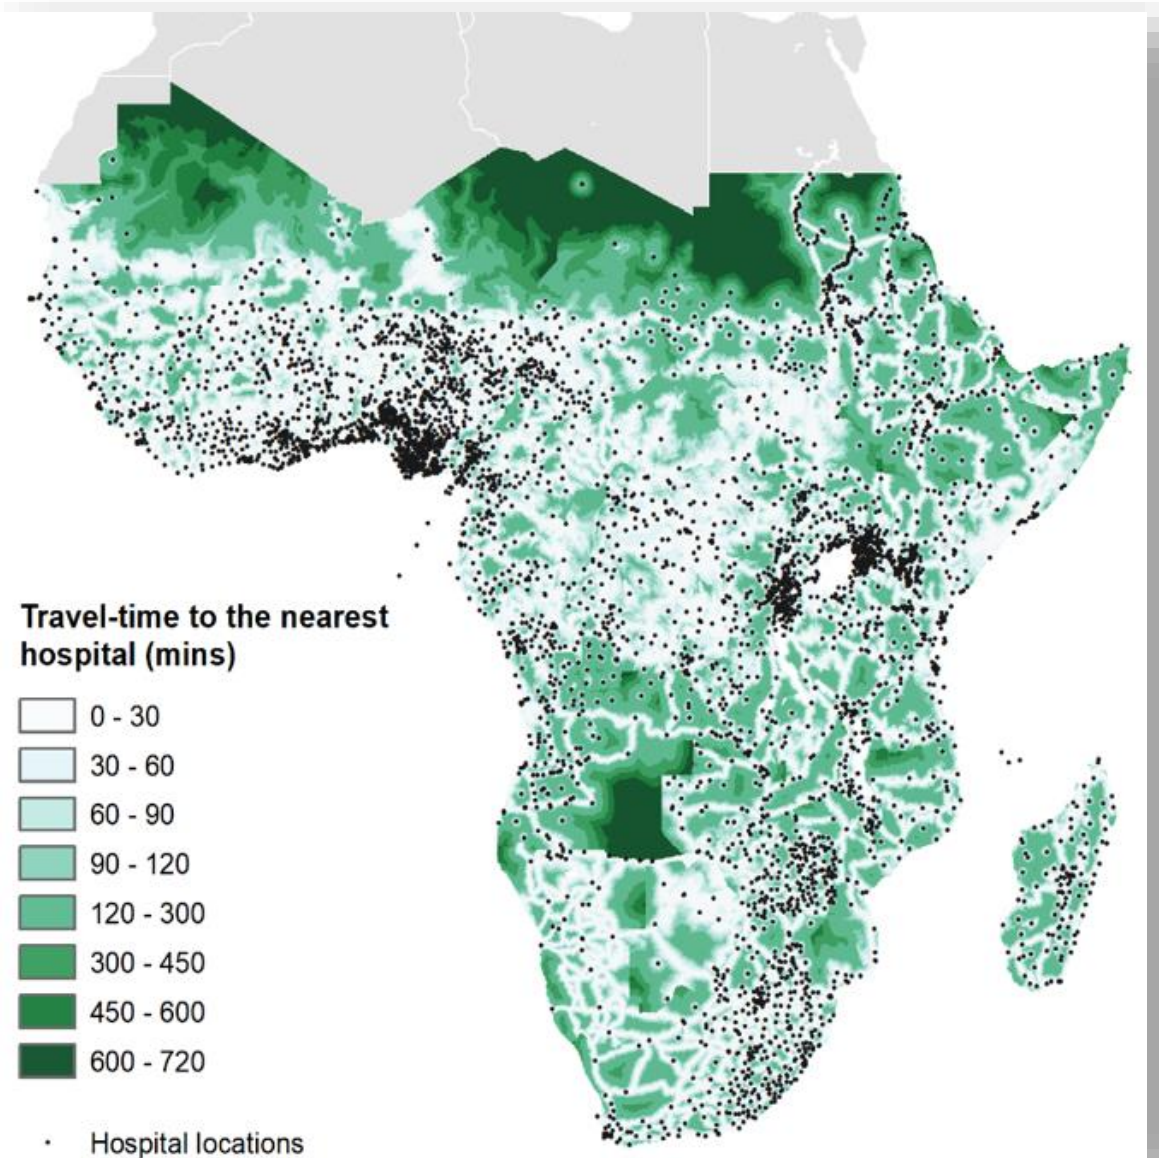 Travel-time to the nearest
hospital (mins)
0 - 30
30 - 60
60 - 90
90 - 120
120 - 300
300 - 450
450 - 600
600 - 720
Hospital locations